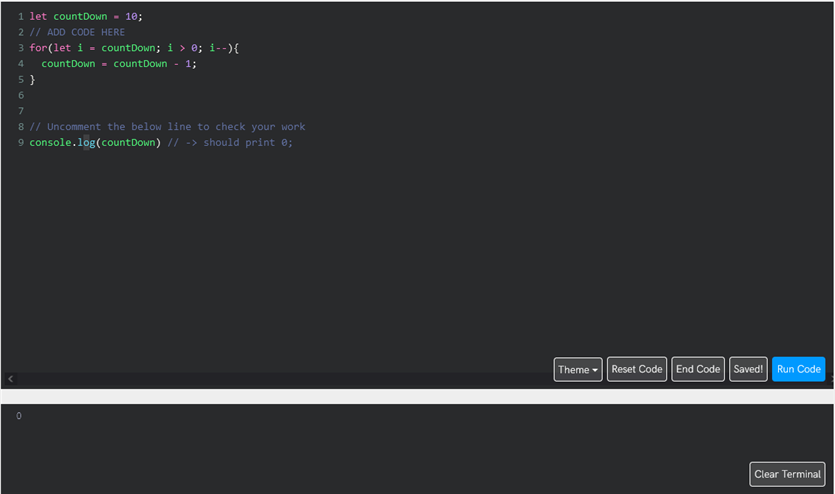 1 let countDown = 10;
2 // ADD CODE HERE
3 for(let i = countDown; i > 0; i--){
4   countDown = countDown - 1;
5 }
6
7
8 // Uncomment the below line to check your work
9 console.log(countDown) // -> should print 0;
Theme Reset Code End Code Saved! Run Code
0
Clear Terminal